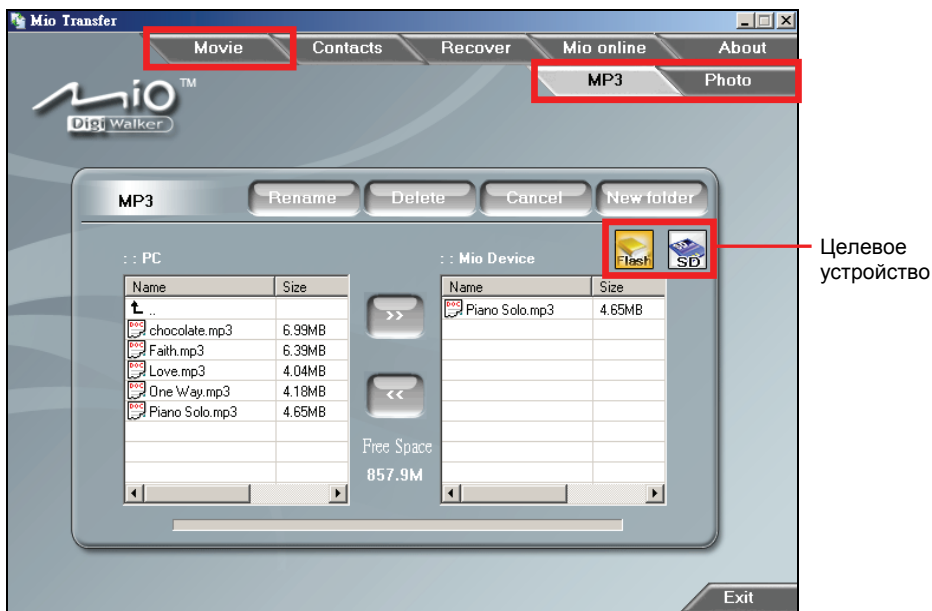 Mio Transfer
Movie Contacts Recover Mio online About
MP3 Photo
Mio TM
Digi Walker
MP3 Rename Delete Cancel New folder
Flash SD
Целевое
устройство
: : PC
Name Size
..
chocolate.mp3 6.99MB
Faith.mp3 6.39MB
Love.mp3 4.04MB
One Way.mp3 4.18MB
Piano Solo.mp3 4.65MB
>>
<<
Free Space
857.9M
: : Mio Device
Name Size
Piano Solo.mp3 4.65MB
Exit